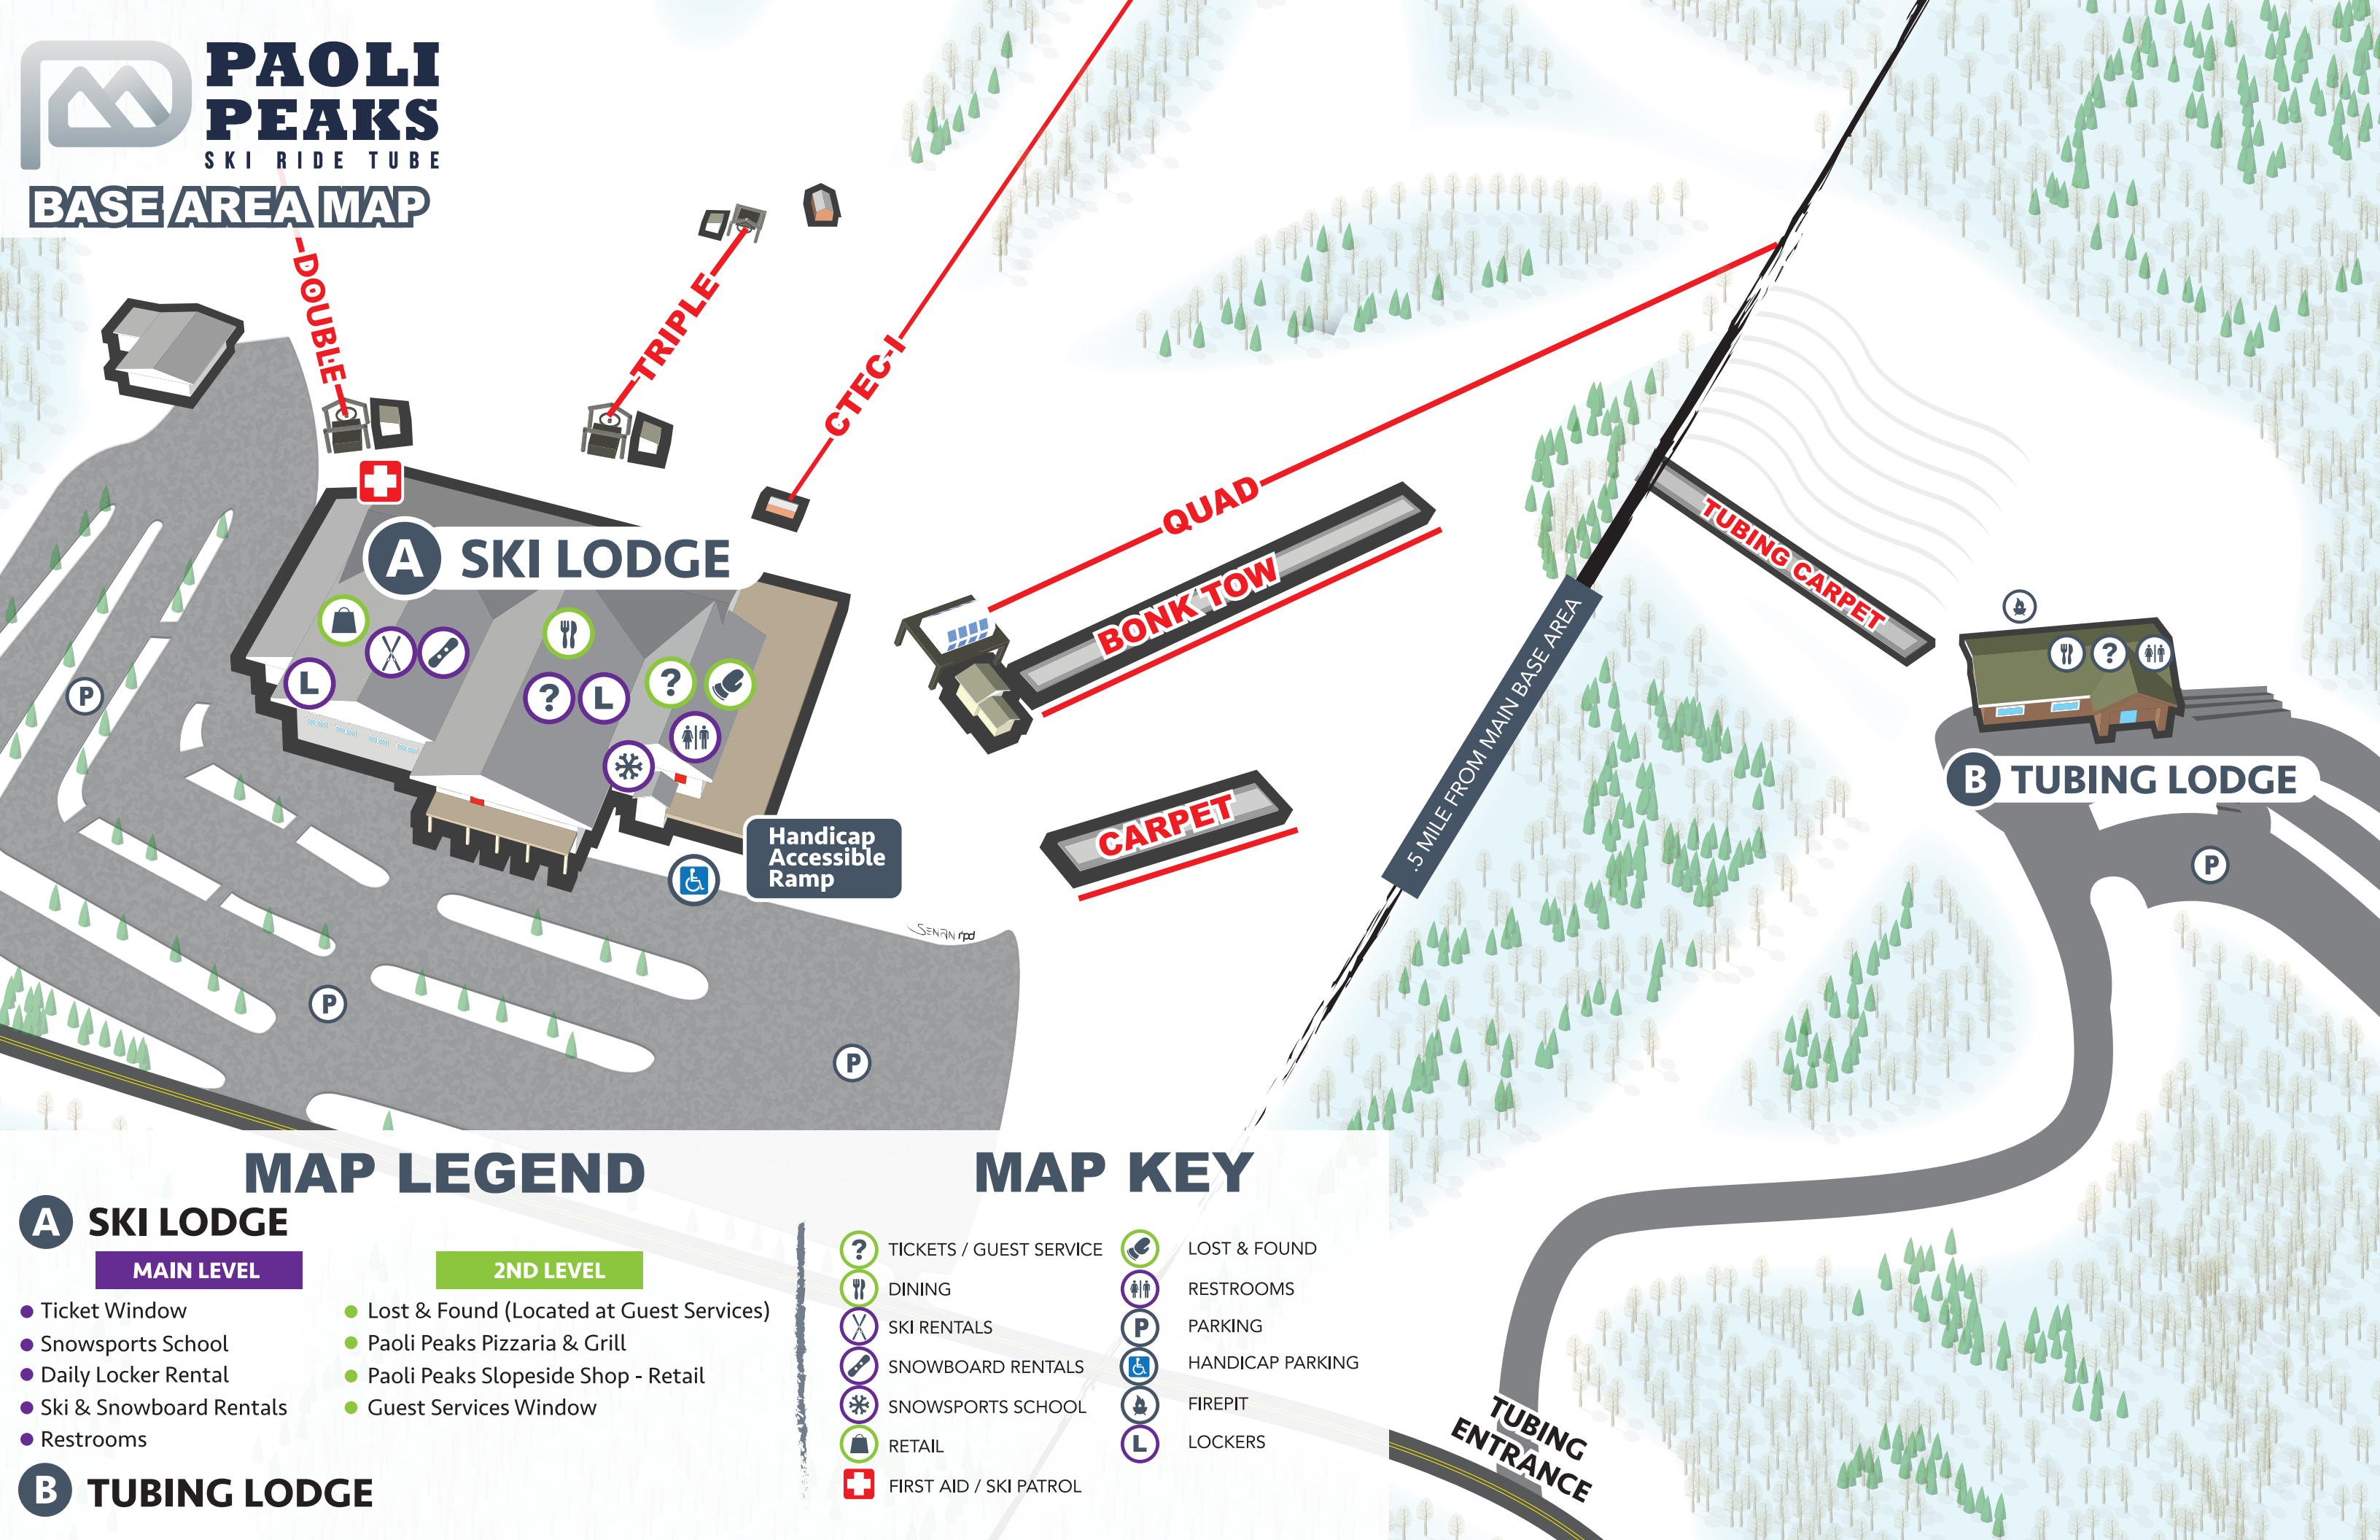 PAOLI
PEAKS
SKI RIDE TUBE
BASE AREA MAP
DOUBLE
TRIPLE
CTEC-I
QUAD
BONK TOW
CARPET
TUBING CARPET
.5 MILE FROM MAIN BASE AREA
A SKI LODGE
L
?
L
?
?
P
P
P
P
Handicap
Accessible
Ramp
B TUBING LODGE
TUBING
ENTRANCE
MAP LEGEND
A SKI LODGE
MAIN LEVEL
Ticket Window
Snowsports School
Daily Locker Rental
Ski & Snowboard Rentals
Restrooms
2ND LEVEL
Lost & Found (Located at Guest Services)
Paoli Peaks Pizzaria & Grill
Paoli Peaks Slopeside Shop - Retail
Guest Services Window
B TUBING LODGE
MAP KEY
? TICKETS / GUEST SERVICE
DINING
SKI RENTALS
SNOWBOARD RENTALS
SNOWSPORTS SCHOOL
RETAIL
FIRST AID / SKI PATROL
LOST & FOUND
RESTROOMS
P PARKING
HANDICAP PARKING
FIREPIT
L LOCKERS